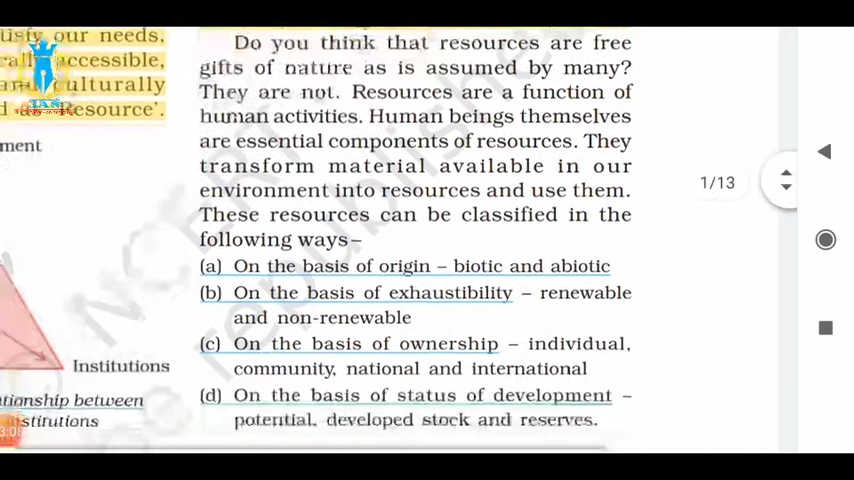 usify our needs,
rally accessible,
and culturally
d as 'Resource'.
IAS
ment
Institutions
tionship between
stitutions
Do you think that resources are free
gifts of nature as is assumed by many?
They are not. Resources are a function of
human activities. Human beings themselves
are essential components of resources. They
transform material available in our
environment into resources and use them.
These resources can be classified in the
following ways–
(a) On the basis of origin – biotic and abiotic
(b) On the basis of exhaustibility – renewable
and non-renewable
(c) On the basis of ownership – individual,
community, national and international
(d) On the basis of status of development –
potential, developed stock and reserves.
1/13